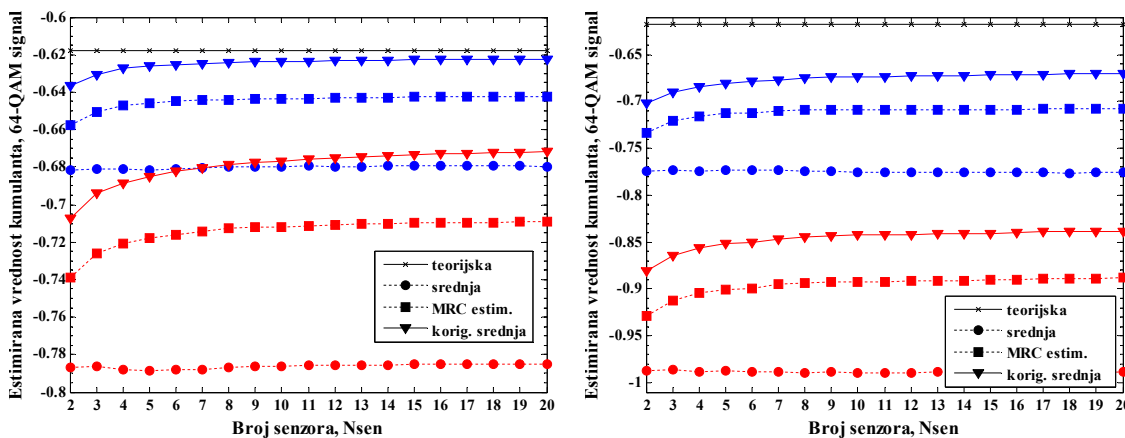 Estimirana vrednost kumulanta, 64-QAM signal
-0.6
-0.62
-0.64
-0.66
-0.68
-0.7
-0.72
-0.74
-0.76
-0.78
-0.8
teorijska
srednja
MRC estim.
korig. srednja
2 3 4 5 6 7 8 9 10 11 12 13 14 15 16 17 18 19 20
Broj senzora, Nsen
Estimirana vrednost kumulanta, 64-QAM signal
-0.65
-0.7
-0.75
-0.8
-0.85
-0.9
-0.95
-1
teorijska
srednja
MRC estim.
korig. srednja
2 3 4 5 6 7 8 9 10 11 12 13 14 15 16 17 18 19 20
Broj senzora, Nsen